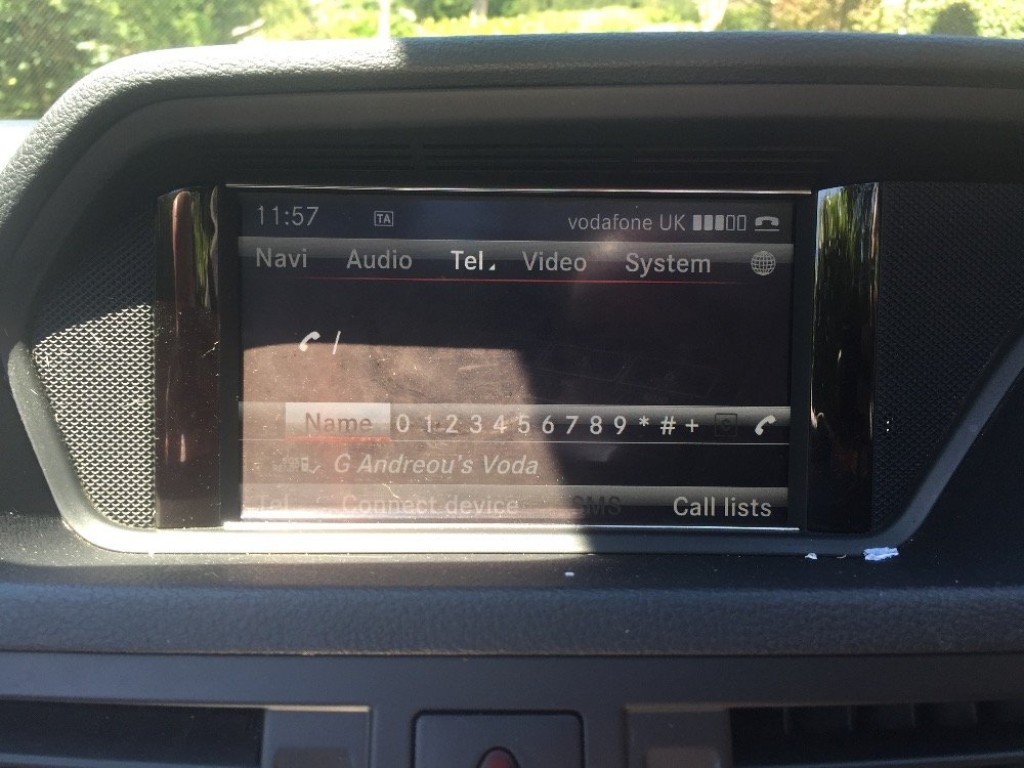 11:57 TA vodafone UK
Navi Audio Tel Video System
/
Name 0 1 2 3 4 5 6 7 8 9 * # + C
G Andreou's Voda
Tel Connect device SMS Call lists